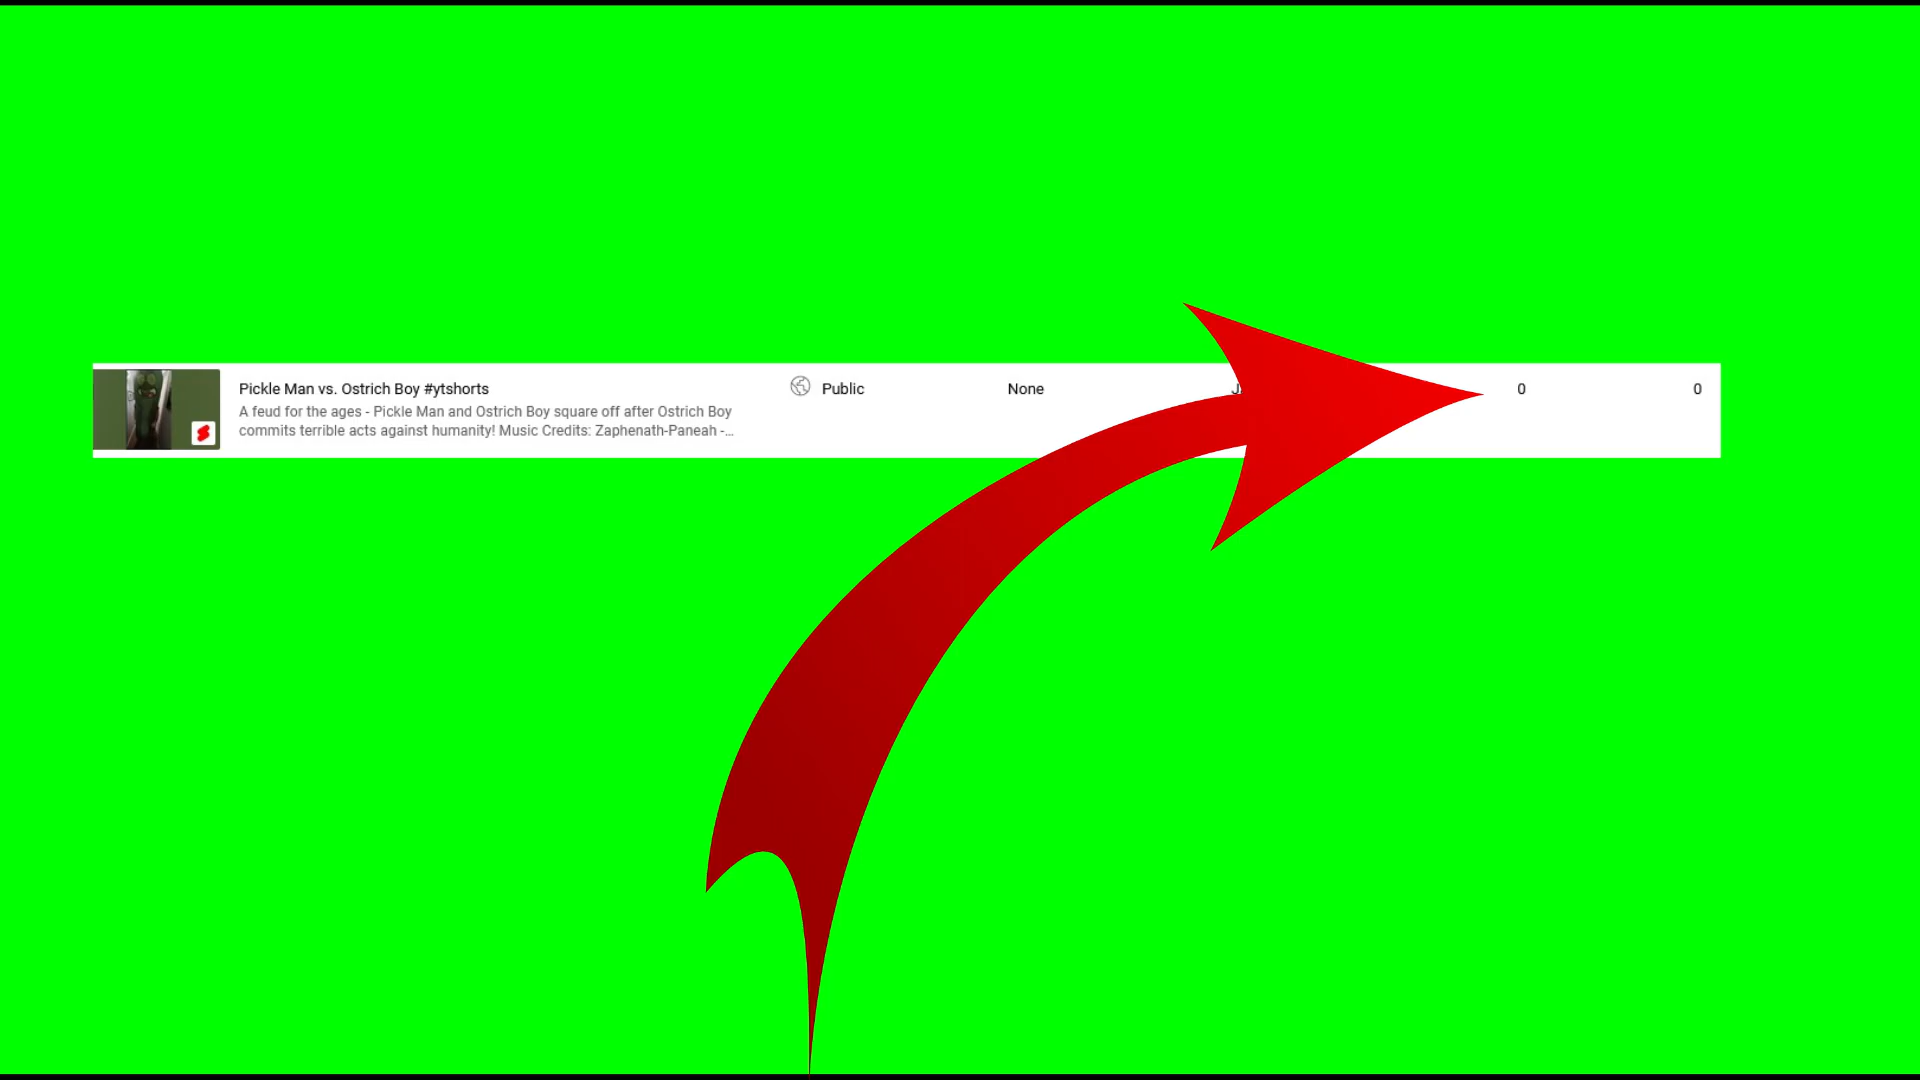 Pickle Man vs. Ostrich Boy #ytshorts Public None 0 0
A feud for the ages - Pickle Man and Ostrich Boy square off after Ostrich Boy
commits terrible acts against humanity! Music Credits: Zaphenath-Paneah -...